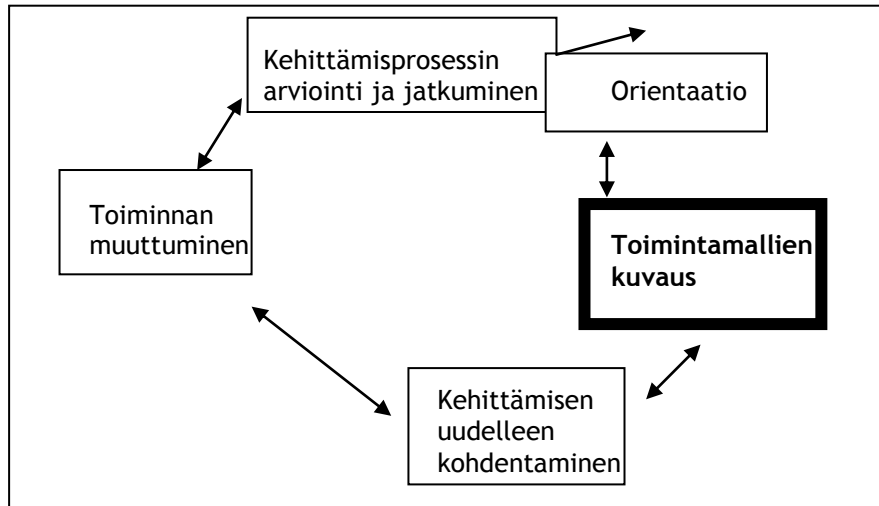 Kehittämisprosessin
arviointi ja jatkuminen
Orientaatio
Toimintamallien
kuvaus
Kehittämisen
uudelleen
kohdentaminen
Toiminnan
muuttuminen